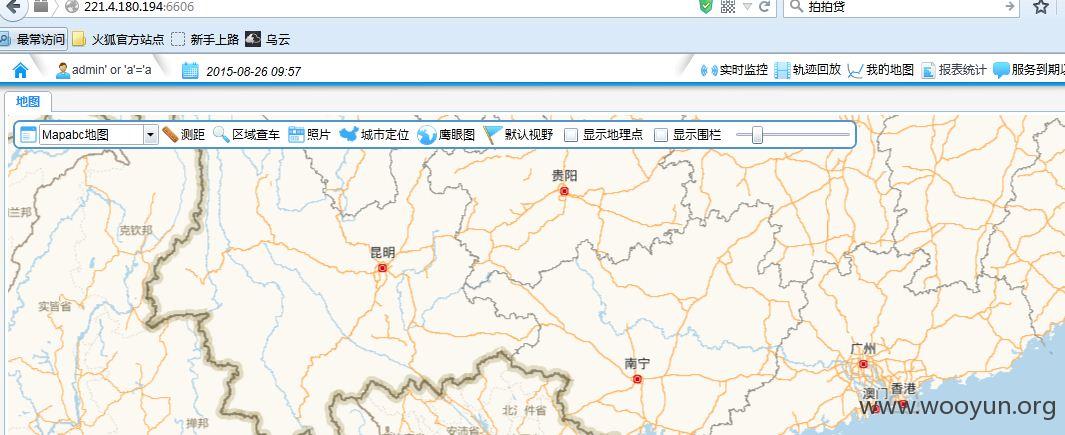 221.4.180.194:6606 拍拍贷
最常访问 火狐官方站点 新手上路 乌云
admin' or 'a'='a 2015-08-26 09:57 实时监控 轨迹回放 我的地图 报表统计 服务到期
地图
Mapabc地图 测距 区域查车 照片 城市定位 鹰眼图 默认视野 显示地理点 显示围栏
贵阳
兰邦
克钦邦
昆明
实皆省
南宁
广州
澳门 香港
www.wooyun.org
掸邦